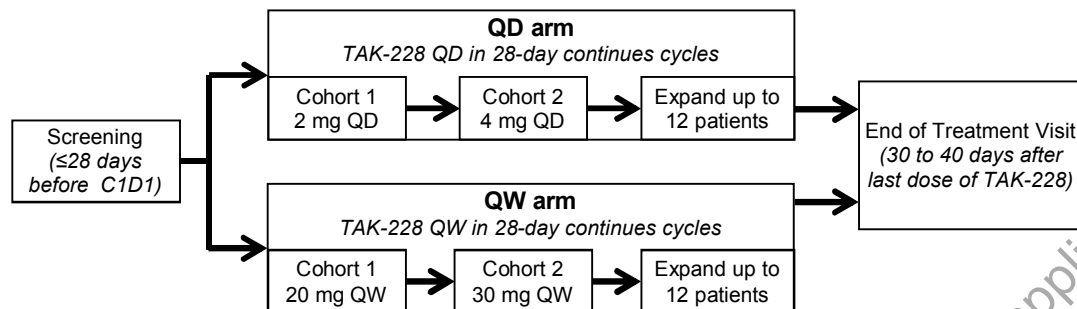 Screening
(≤28 days
before C1D1)
QD arm
TAK-228 QD in 28-day continues cycles
Cohort 1
2 mg QD
Cohort 2
4 mg QD
Expand up to
12 patients
QW arm
TAK-228 QW in 28-day continues cycles
Cohort 1
20 mg QW
Cohort 2
30 mg QW
Expand up to
12 patients
End of Treatment Visit
(30 to 40 days after
last dose of TAK-228)